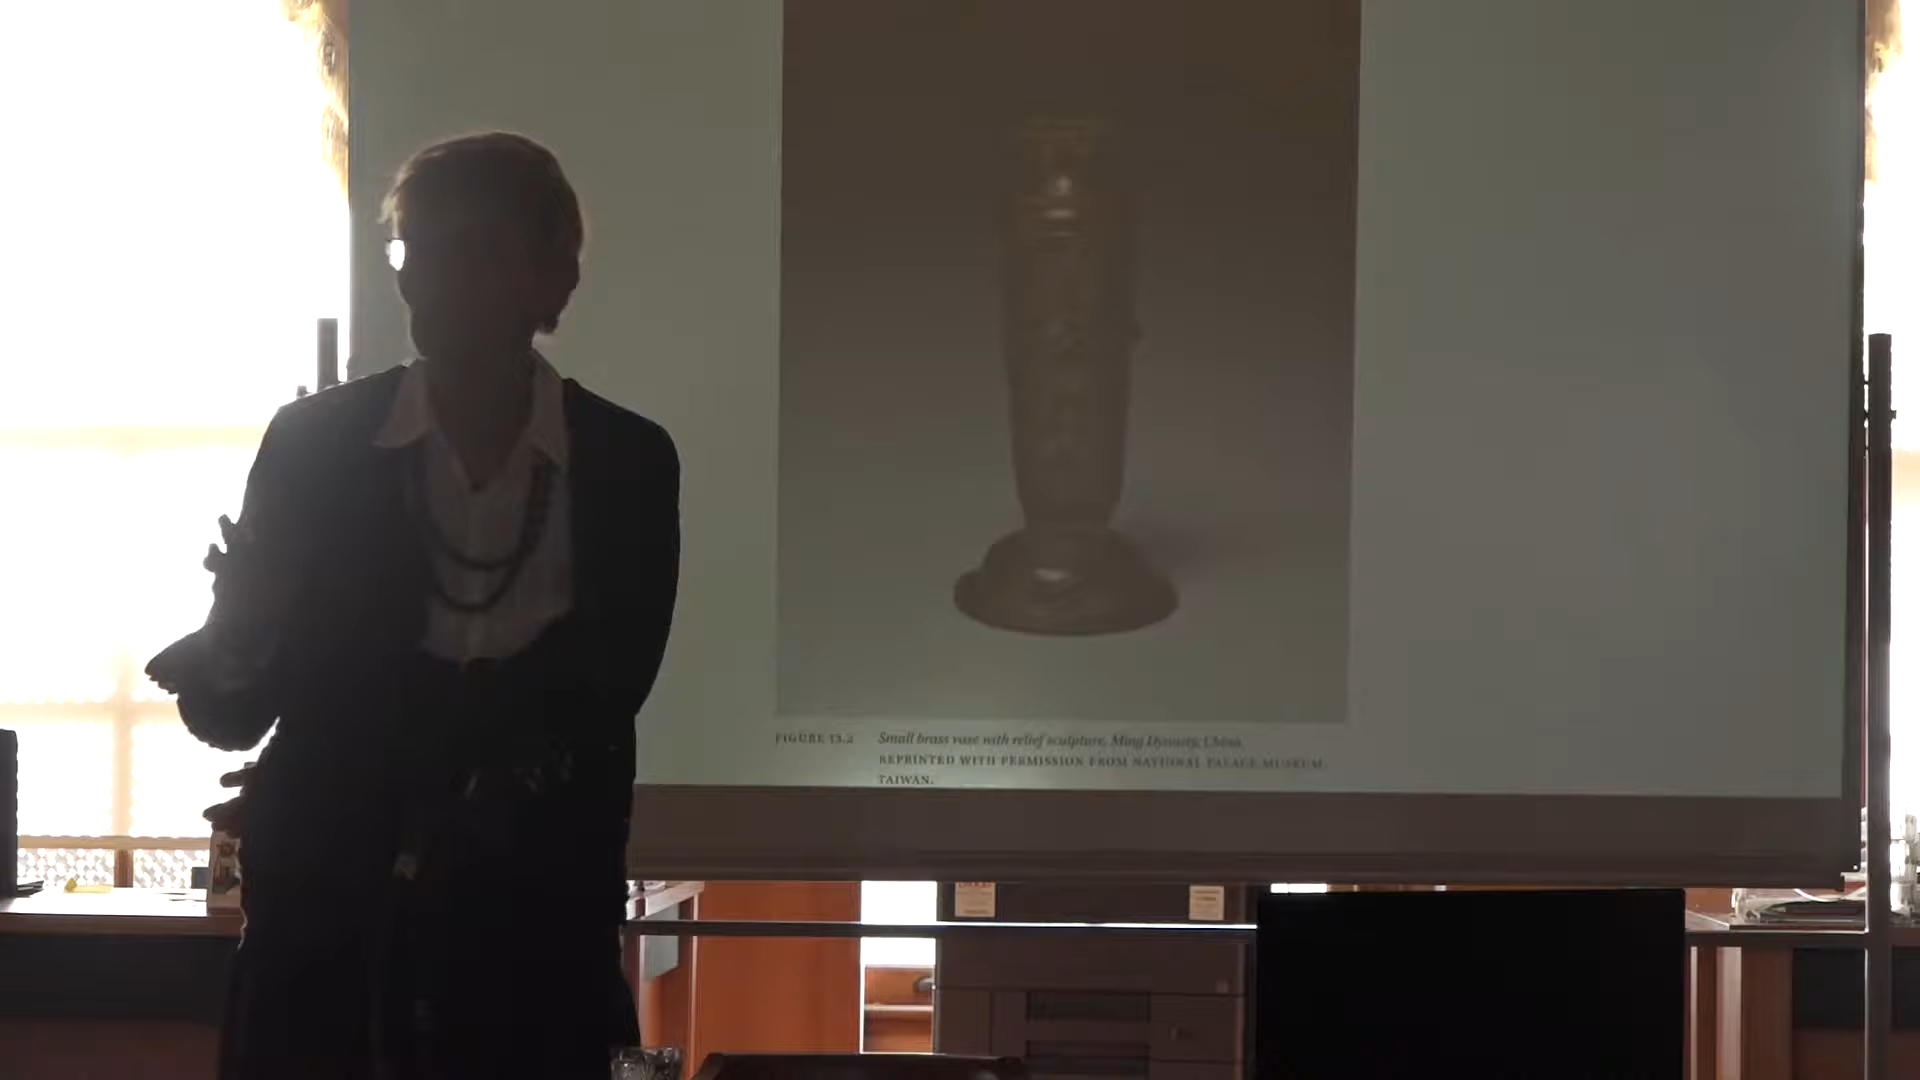 FIGURE 13.2 Small brass vase with relief sculpture, Ming Dynasty, China.
REPRINTED WITH PERMISSION FROM NATIONAL PALACE MUSEUM,
TAIWAN.